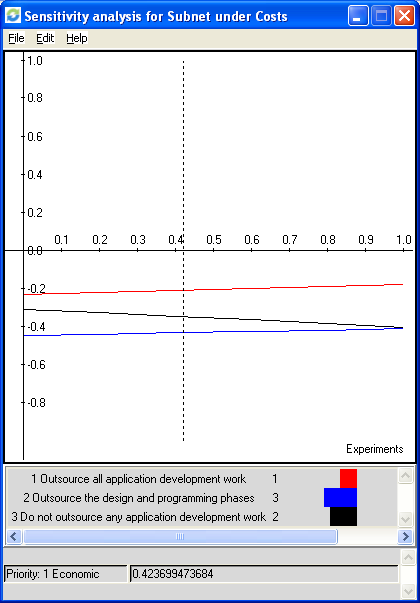 Sensitivity analysis for Subnet under Costs
File Edit Help
1.0
0.8
0.6
0.4
0.2
0.1 0.2 0.3 0.4 0.5 0.6 0.7 0.8 0.9 1.0
0.0
-0.2
-0.4
-0.6
-0.8
Experiments
1 Outsource all application development work 1
2 Outsource the design and programming phases 3
3 Do not outsource any application development work 2
Priority: 1 Economic 0.423699473684